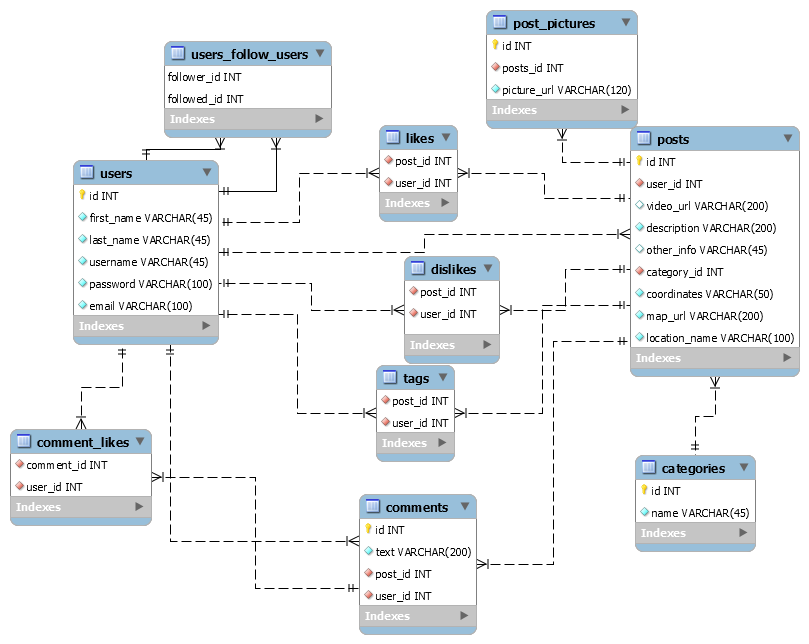 users_follow_users
follower_id INT
followed_id INT
Indexes
post_pictures
id INT
posts_id INT
picture_url VARCHAR(120)
Indexes
likes
post_id INT
user_id INT
Indexes
posts
id INT
user_id INT
video_url VARCHAR(200)
description VARCHAR(200)
other_info VARCHAR(45)
category_id INT
coordinates VARCHAR(50)
map_url VARCHAR(200)
location_name VARCHAR(100)
Indexes
users
id INT
first_name VARCHAR(45)
last_name VARCHAR(45)
username VARCHAR(45)
password VARCHAR(100)
email VARCHAR(100)
Indexes
dislikes
post_id INT
user_id INT
Indexes
tags
post_id INT
user_id INT
Indexes
comment_likes
comment_id INT
user_id INT
Indexes
categories
id INT
name VARCHAR(45)
Indexes
comments
id INT
text VARCHAR(200)
post_id INT
user_id INT
Indexes